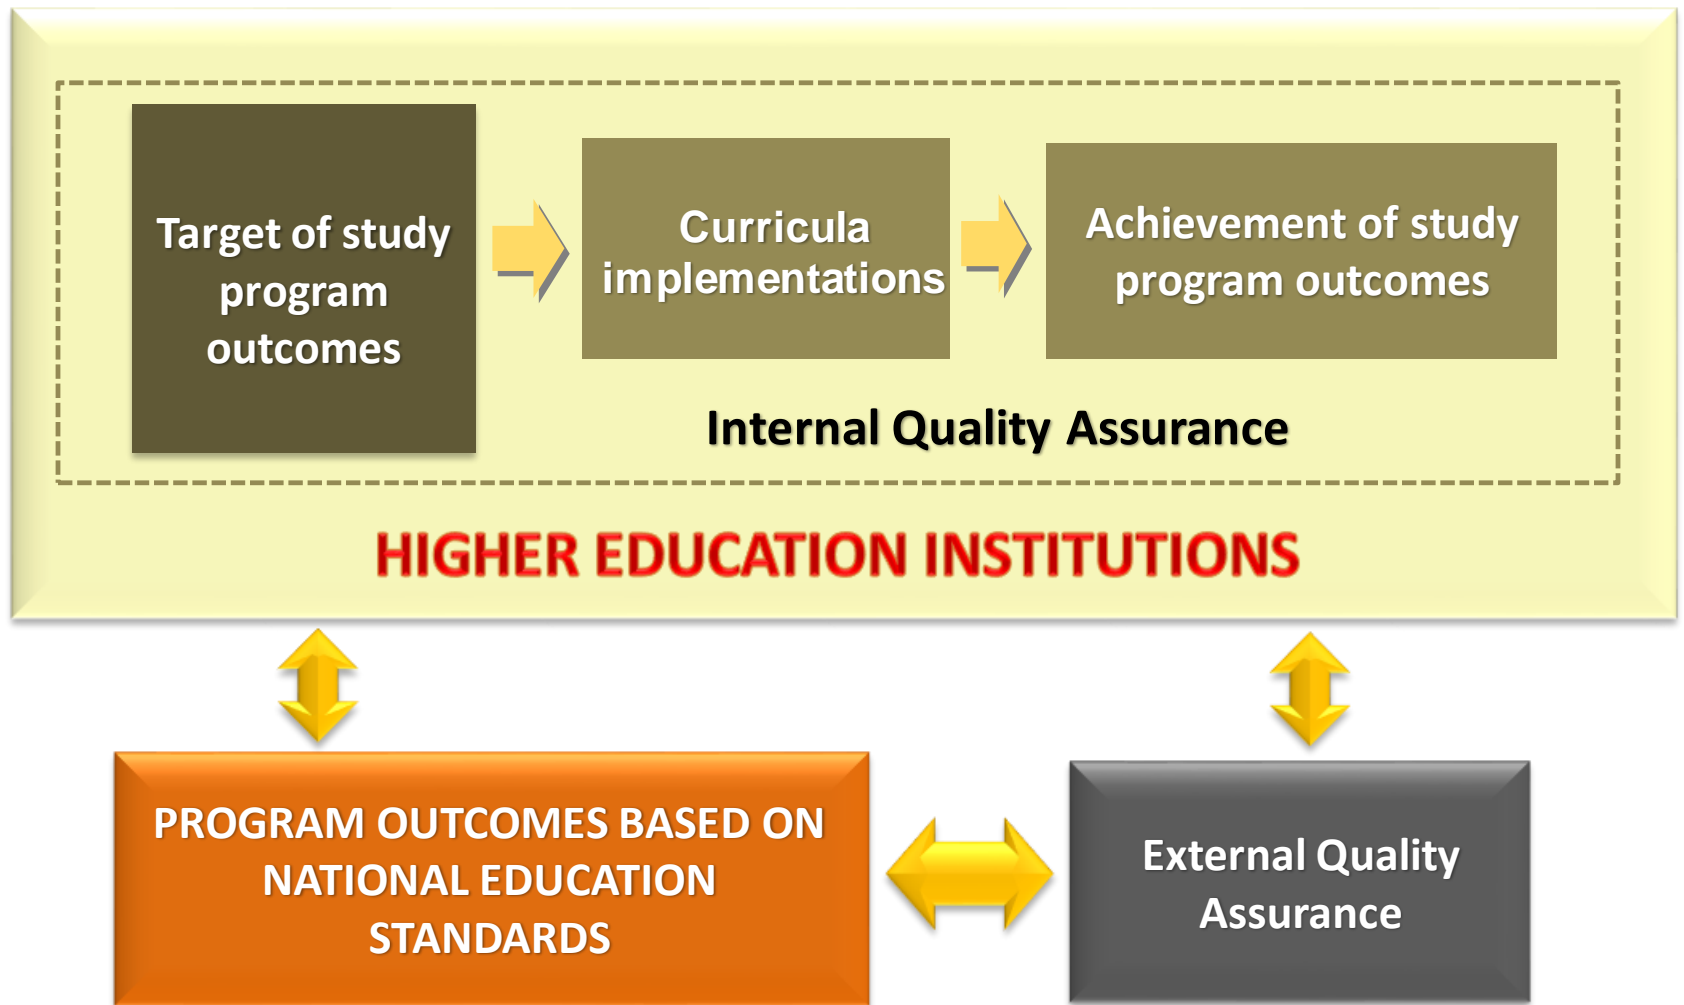 Target of study
program
outcomes
Curricula
implementations
Achievement of study
program outcomes
Internal Quality Assurance
HIGHER EDUCATION INSTITUTIONS
PROGRAM OUTCOMES BASED ON
NATIONAL EDUCATION
STANDARDS
External Quality
Assurance